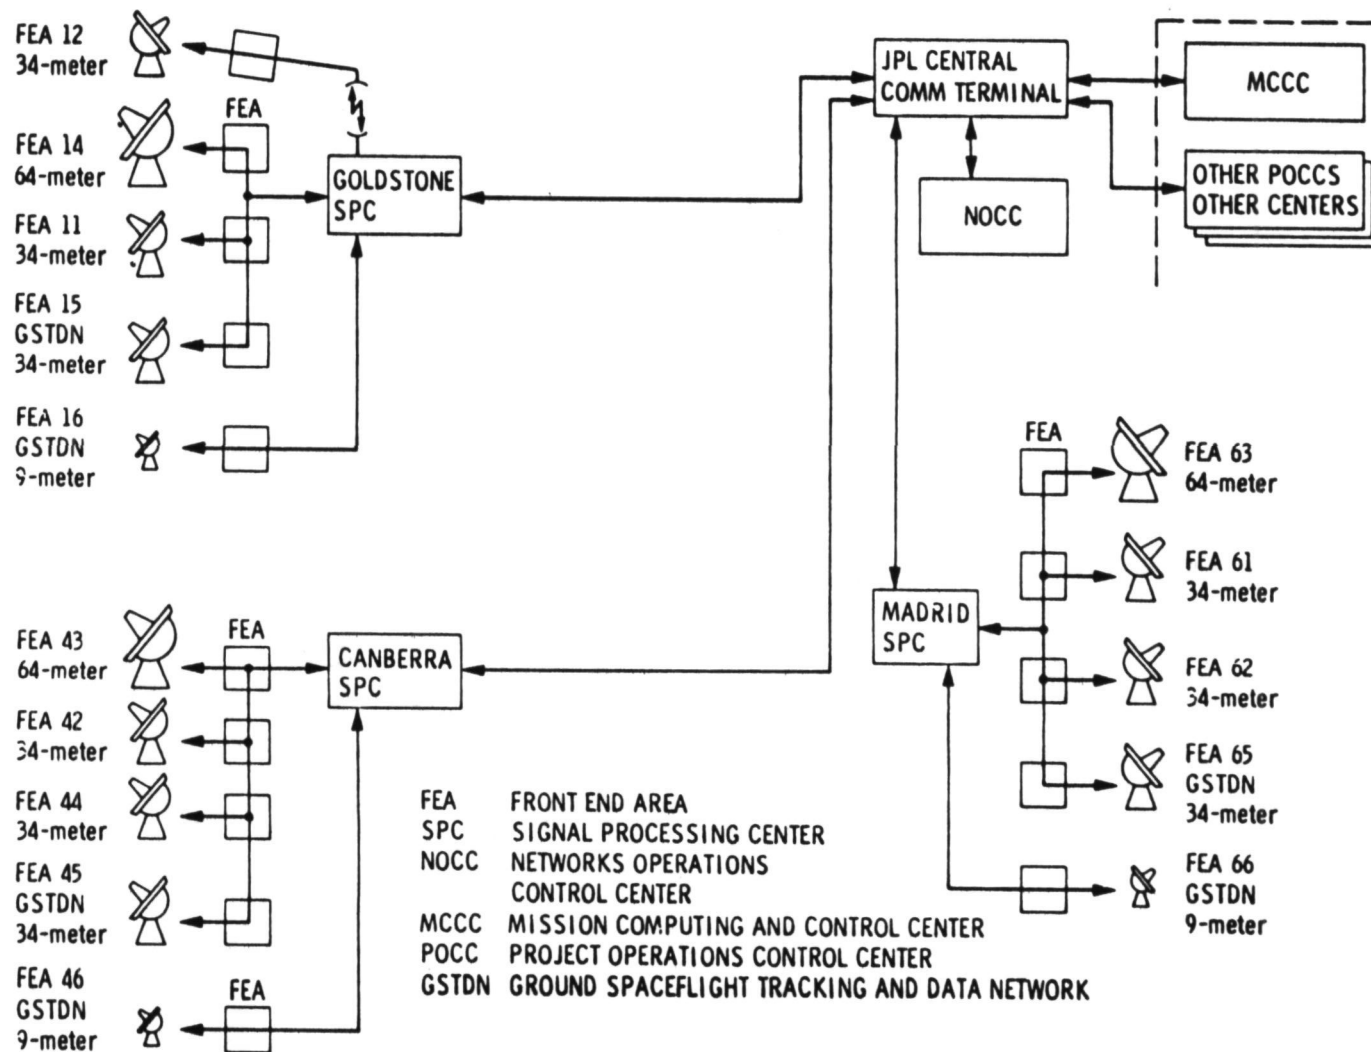 FEA 12
34-meter
FEA
FEA 14
64-meter
FEA 11
34-meter
FEA 15
GSTDN
34-meter
FEA 16
GSTDN
9-meter
GOLDSTONE
SPC
JPL CENTRAL
COMM TERMINAL
NOCC
MCCC
OTHER POCCS
OTHER CENTERS
FEA
FEA 63
64-meter
FEA 61
34-meter
FEA 62
34-meter
FEA 65
GSTDN
34-meter
FEA 66
GSTDN
9-meter
MADRID
SPC
FEA 43
64-meter
FEA
FEA 42
34-meter
FEA 44
34-meter
FEA 45
GSTDN
34-meter
FEA 46
GSTDN
9-meter
FEA
CANBERRA
SPC
FEA FRONT END AREA
SPC SIGNAL PROCESSING CENTER
NOCC NETWORKS OPERATIONS
CONTROL CENTER
MCCC MISSION COMPUTING AND CONTROL CENTER
POCC PROJECT OPERATIONS CONTROL CENTER
GSTDN GROUND SPACEFLIGHT TRACKING AND DATA NETWORK